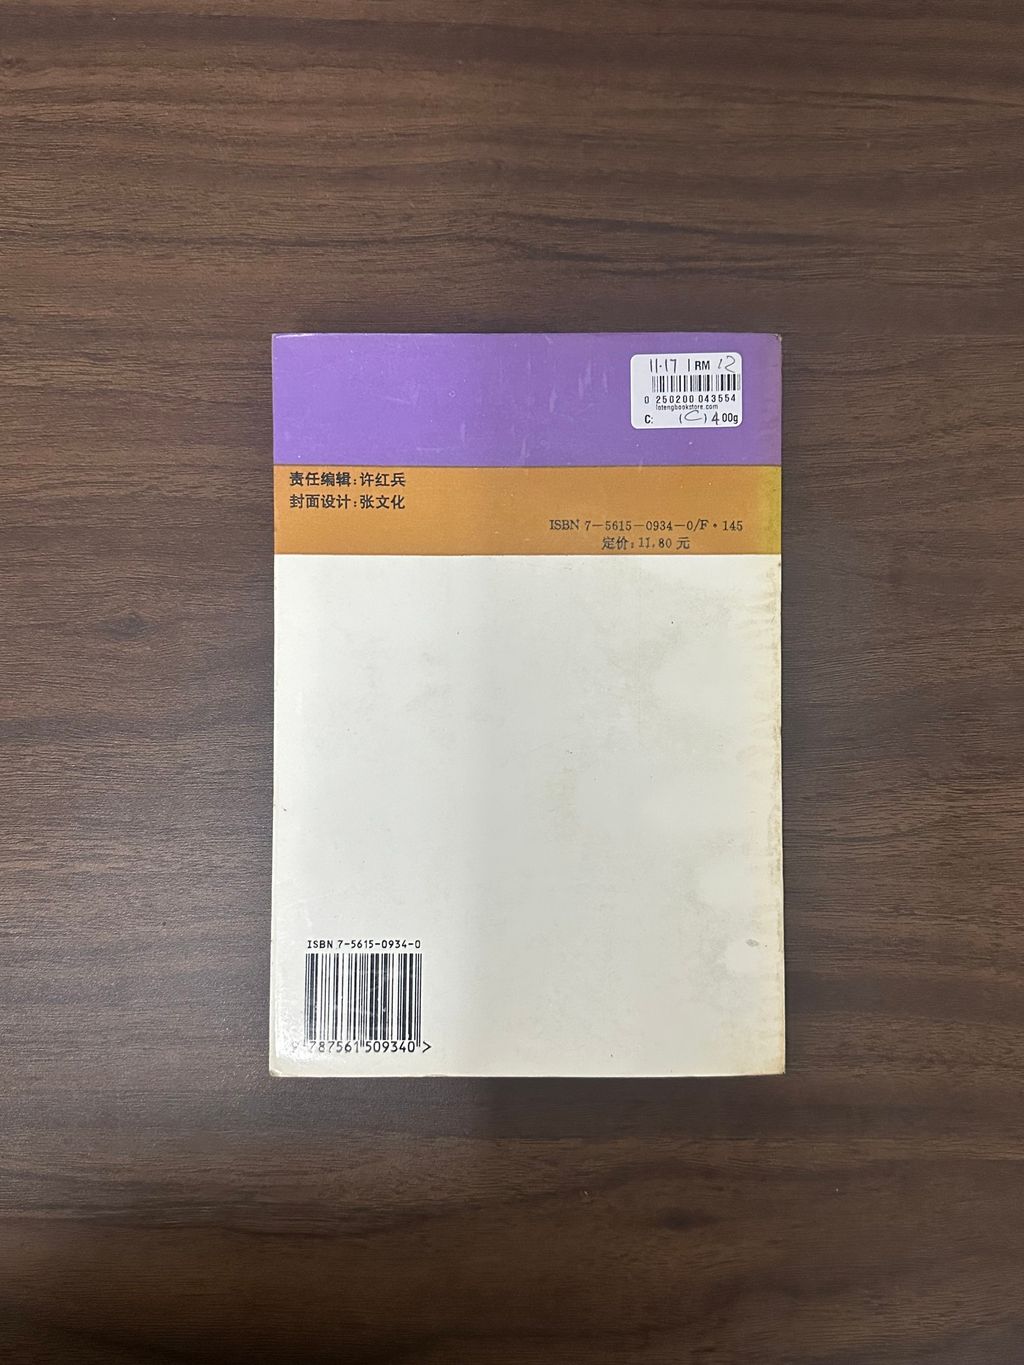 11·17 | RM 12
0 250200 043554
lotengbookstore.com
C: (C) 400g
责任编辑:许红兵
封面设计:张文化
ISBN 7-5615-0934-0/F·145
定价:11.80 元
ISBN 7-5615-0934-0
9 787561 509340 >